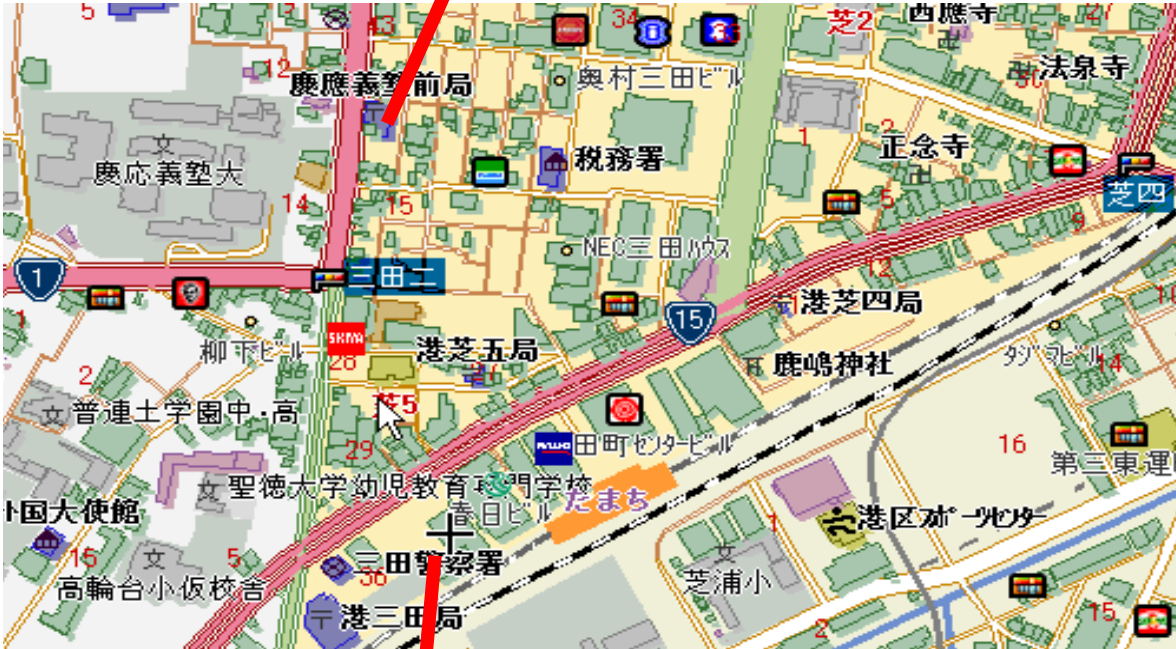 5
13
34
芝2
西應寺
27
12
慶應義塾前局
奥村三田ビル
法泉寺
30
慶応義塾大
税務署
1
2
正念寺
芝四
14
15
5
9
NEC三田ハウス
12
1
三田二
15
港芝四局
1
SKIYA
柳下ビル
28
港芝五局
27
鹿嶋神社
タジマビル
14
2
普連土学園中・高
芝5
29
田町センタービル
16
第三東運
聖徳大学幼児教育専門学校
たまち
春日ビル
ト国大使館
15
5
1
港区スポーツセンター
高輪台小仮校舎
三田警察署
36
芝浦小
港三田局
2
15